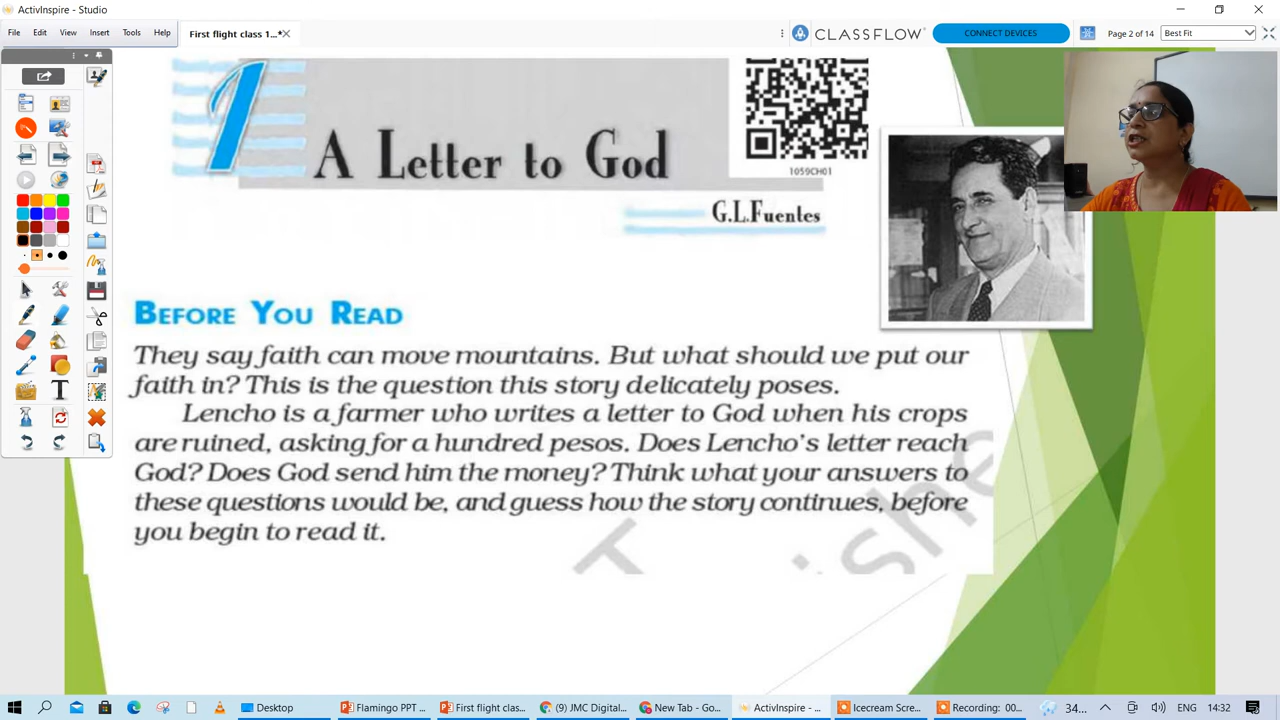 ActivInspire - Studio
File Edit View Insert Tools Help
First flight class 1...*
CLASSFLOW
CONNECT DEVICES
Page 2 of 14
Best Fit
1
A Letter to God
1059CH01
G.L.Fuentes
BEFORE YOU READ
They say faith can move mountains. But what should we put our
faith in? This is the question this story delicately poses.
Lencho is a farmer who writes a letter to God when his crops
are ruined, asking for a hundred pesos. Does Lencho's letter reach
God? Does God send him the money? Think what your answers to
these questions would be, and guess how the story continues, before
you begin to read it.
Desktop
Flamingo PPT ...
First flight clas...
(9) JMC Digital...
New Tab - Go...
ActivInspire - ...
Icecream Scre...
Recording: 00...
34...
ENG
14:32